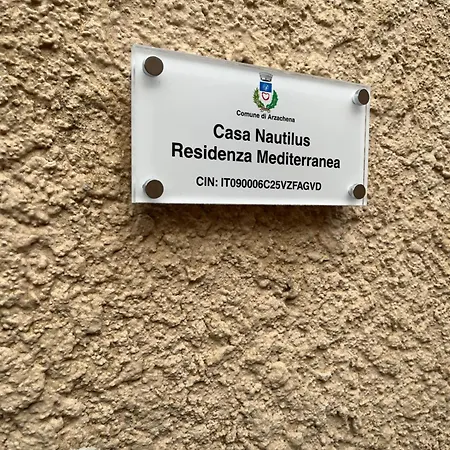 Comune di Arzachena
Casa Nautilus
Residenza Mediterranea
CIN: IT090006C25VZFAGVD